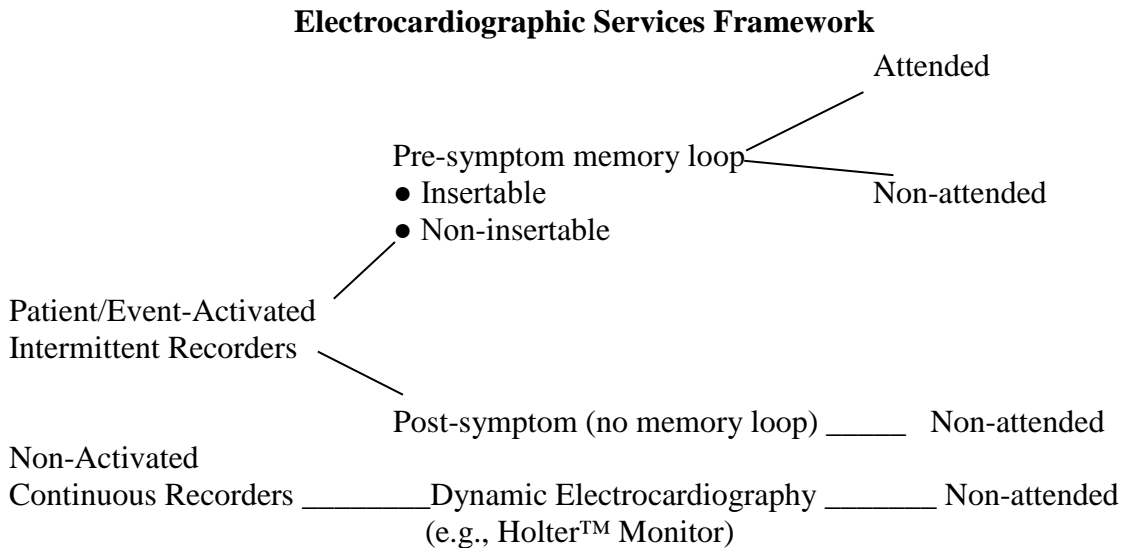 Electrocardiographic Services Framework
Attended
Pre-symptom memory loop
● Insertable
Non-attended
● Non-insertable
Patient/Event-Activated
Intermittent Recorders
Post-symptom (no memory loop) _____ Non-attended
Non-Activated
Continuous Recorders ________Dynamic Electrocardiography _______ Non-attended
(e.g., Holter™ Monitor)